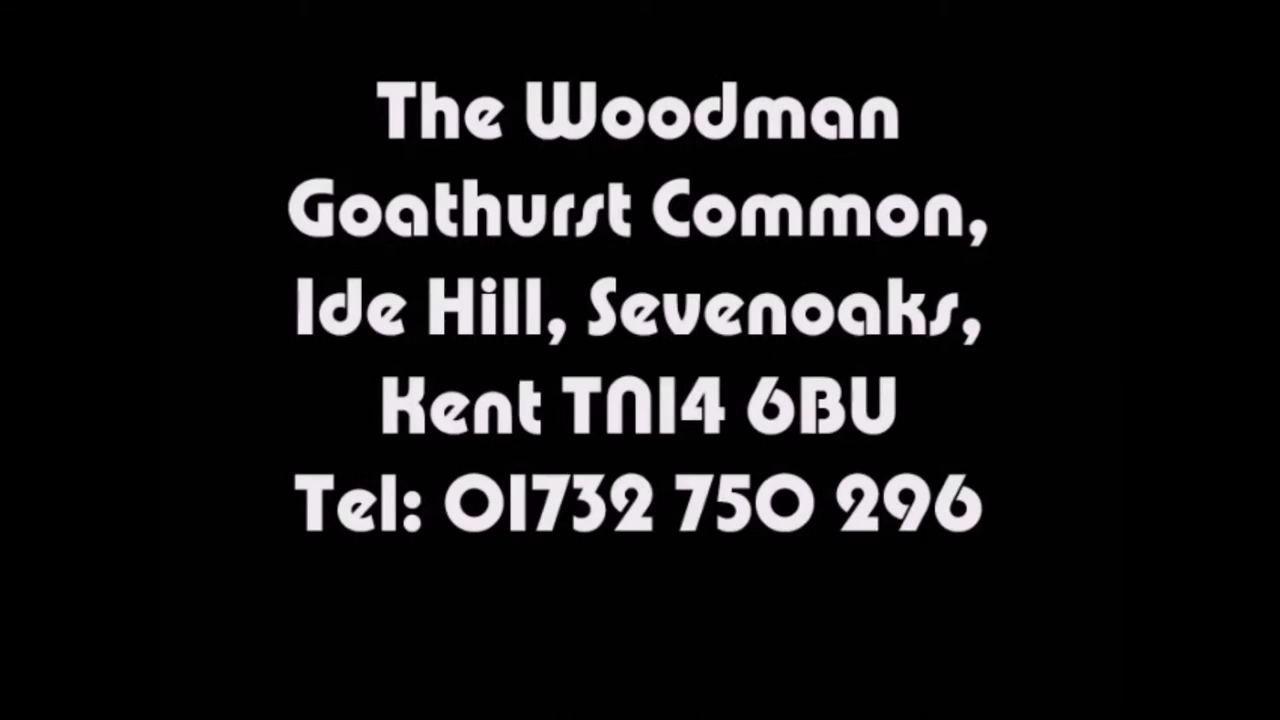 The Woodman
Goathurst Common,
Ide Hill, Sevenoaks,
Kent TN14 6BU
Tel: 01732 750 296